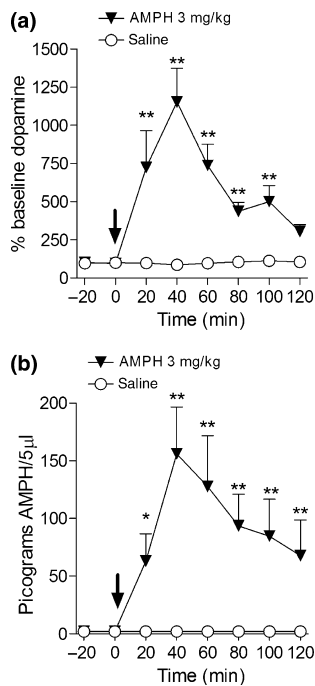 (a)
AMPH 3 mg/kg
Saline
% baseline dopamine
1500
1250
1000
750
500
250
0
**
**
**
**
**
−20 0 20 40 60 80 100 120
Time (min)
(b)
AMPH 3 mg/kg
Saline
Picograms AMPH/5µl
200
150
100
50
0
*
**
**
**
**
**
−20 0 20 40 60 80 100 120
Time (min)